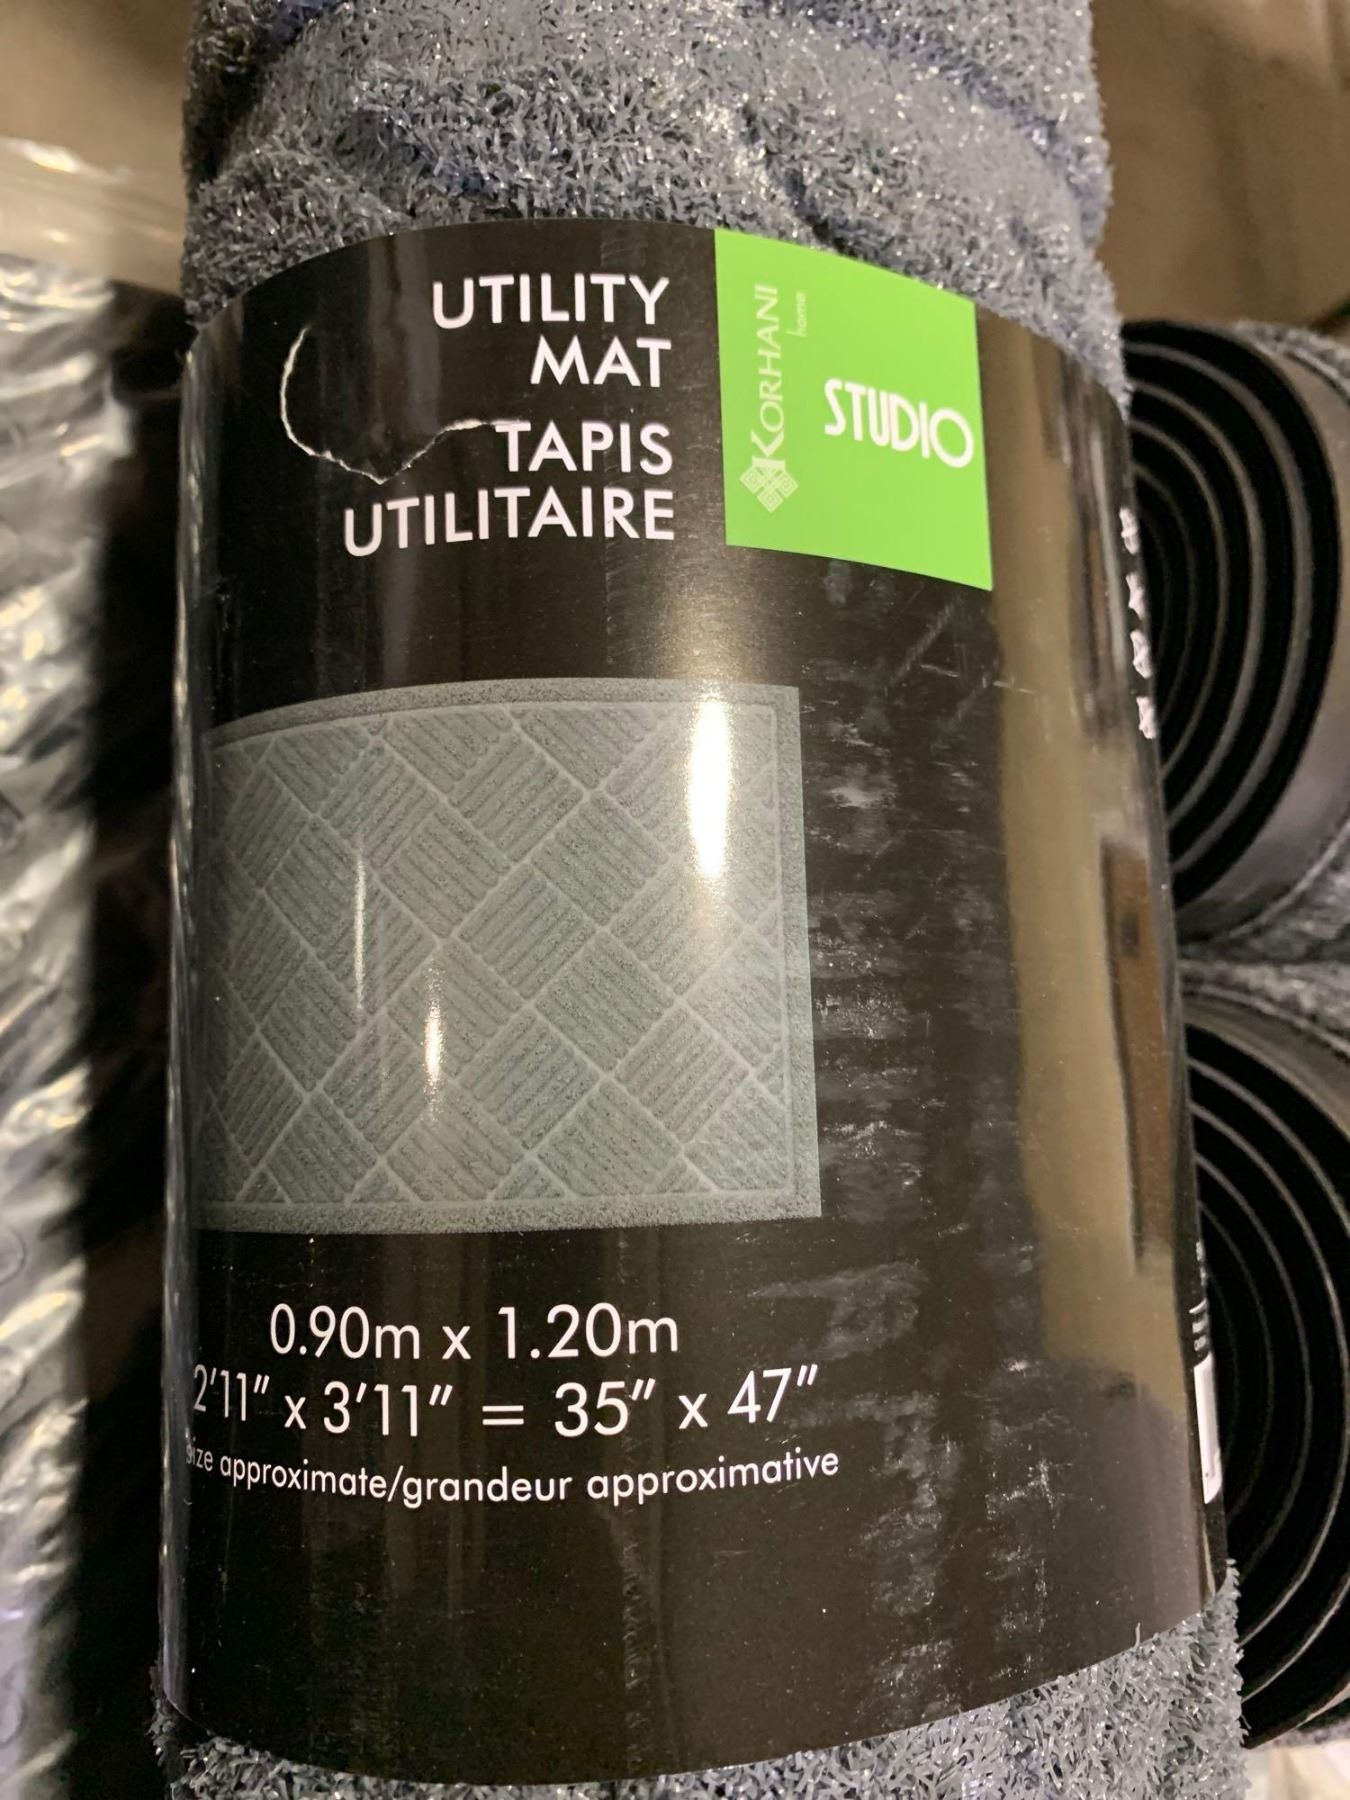 UTILITY
MAT
TAPIS
UTILITAIRE
KORHANI
home
STUDIO
0.90m x 1.20m
2'11" x 3'11" = 35" x 47"
size approximate/grandeur approximative